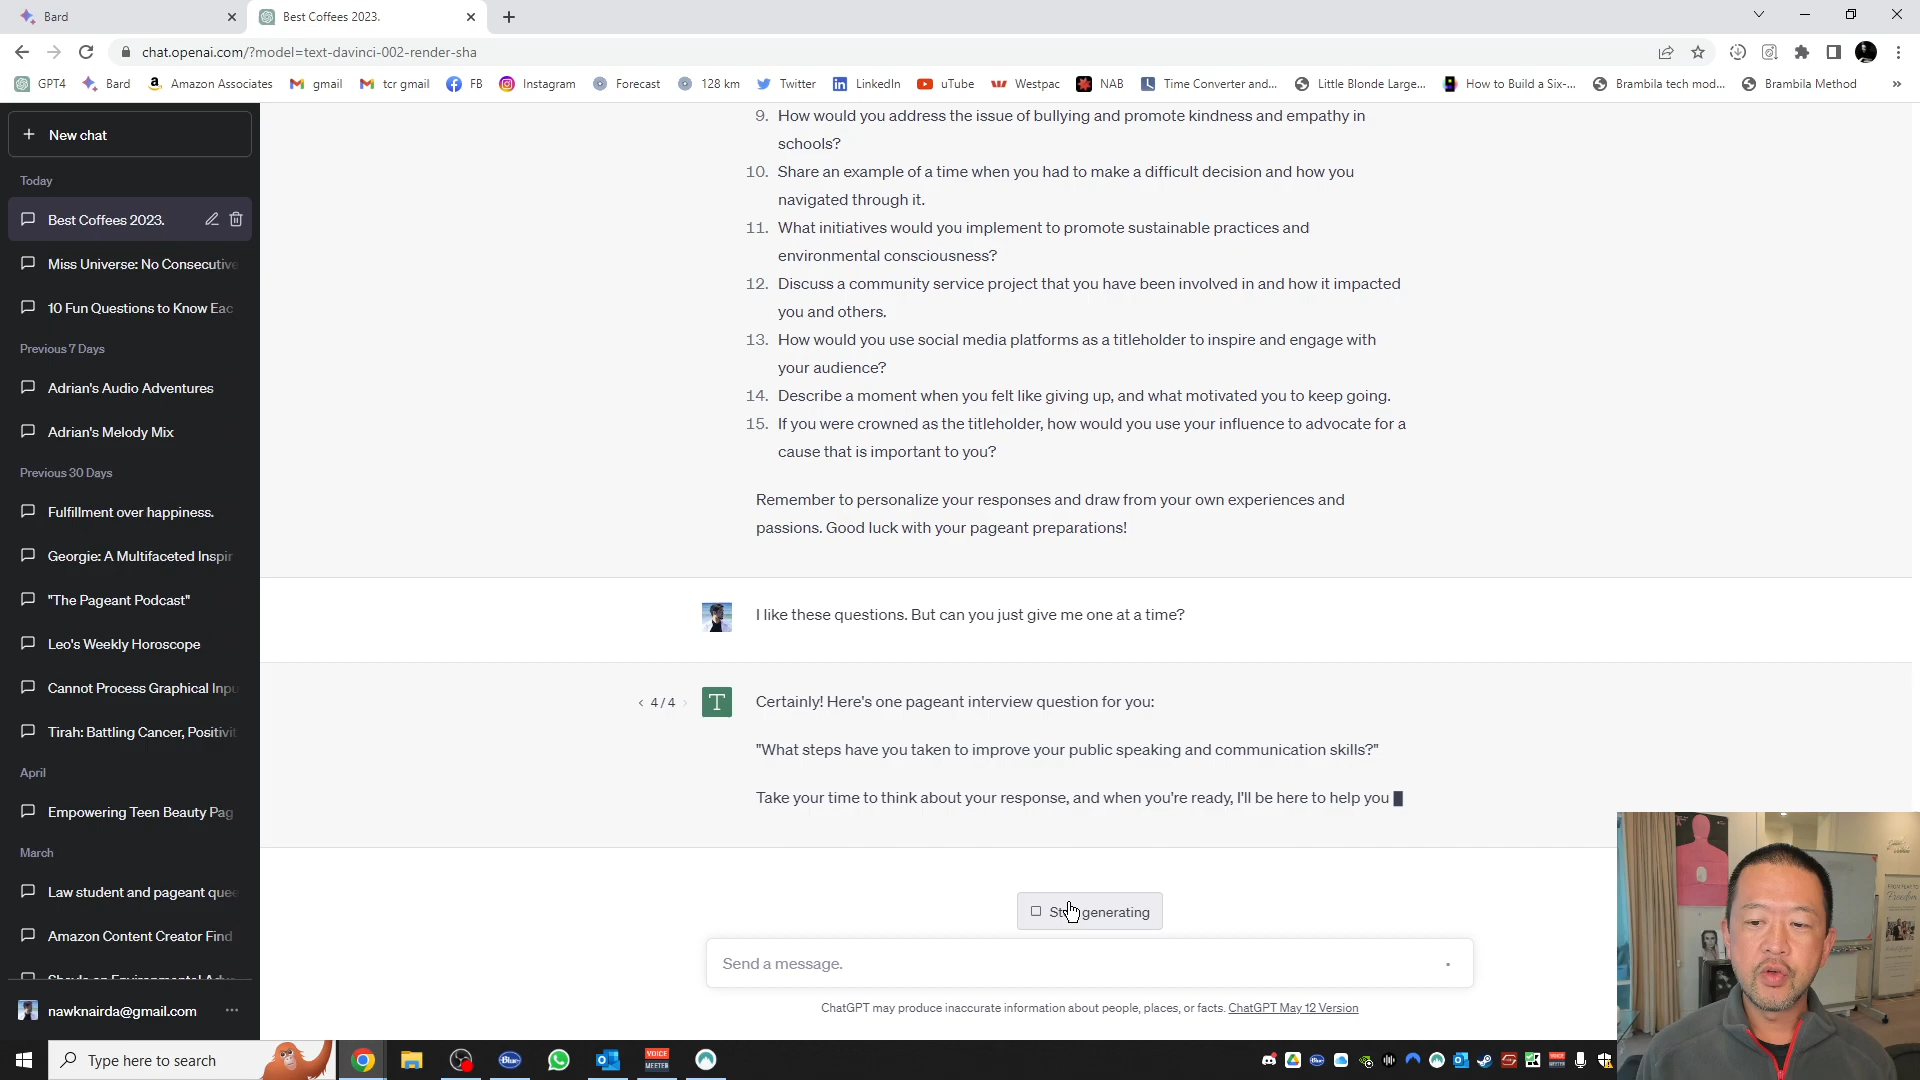 Bard
Best Coffees 2023.
chat.openai.com/?model=text-davinci-002-render-sha
GPT4
Bard
Amazon Associates
gmail
tcr gmail
FB
Instagram
Forecast
128 km
Twitter
LinkedIn
uTube
Westpac
NAB
Time Converter and...
Little Blonde Large...
How to Build a Six-...
Brambila tech mod...
Brambila Method
»
+ New chat
Today
Best Coffees 2023.
Miss Universe: No Consecutive
10 Fun Questions to Know Eac
Previous 7 Days
Adrian's Audio Adventures
Adrian's Melody Mix
Previous 30 Days
Fulfillment over happiness.
Georgie: A Multifaceted Inspir
"The Pageant Podcast"
Leo's Weekly Horoscope
Cannot Process Graphical Inpu
Tirah: Battling Cancer, Positivit
April
Empowering Teen Beauty Pag
March
Law student and pageant quee
Amazon Content Creator Find
nawknairda@gmail.com
9. How would you address the issue of bullying and promote kindness and empathy in
schools?
10. Share an example of a time when you had to make a difficult decision and how you
navigated through it.
11. What initiatives would you implement to promote sustainable practices and
environmental consciousness?
12. Discuss a community service project that you have been involved in and how it impacted
you and others.
13. How would you use social media platforms as a titleholder to inspire and engage with
your audience?
14. Describe a moment when you felt like giving up, and what motivated you to keep going.
15. If you were crowned as the titleholder, how would you use your influence to advocate for a
cause that is important to you?
Remember to personalize your responses and draw from your own experiences and
passions. Good luck with your pageant preparations!
I like these questions. But can you just give me one at a time?
< 4 / 4 >
T
Certainly! Here's one pageant interview question for you:
"What steps have you taken to improve your public speaking and communication skills?"
Take your time to think about your response, and when you're ready, I'll be here to help you
generating
Send a message.
ChatGPT may produce inaccurate information about people, places, or facts. ChatGPT May 12 Version
Type here to search
Blue
VOICE
MEETER